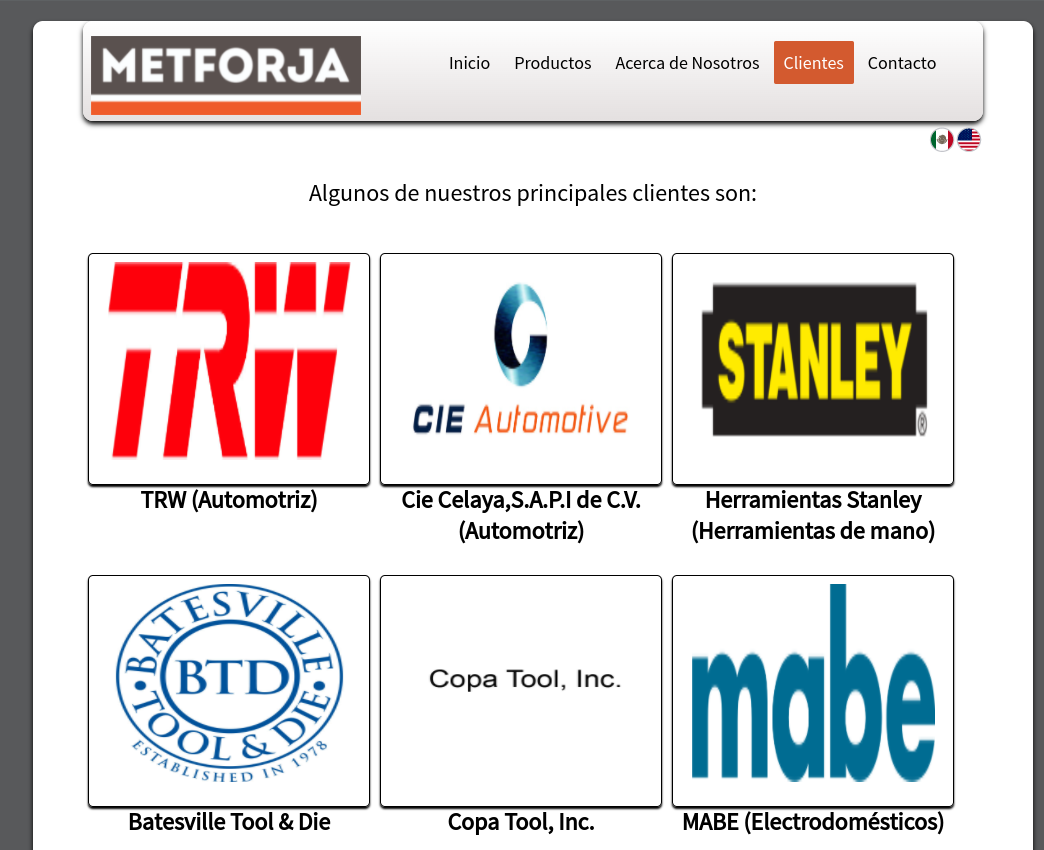 METFORJA
Inicio Productos Acerca de Nosotros Clientes Contacto
Algunos de nuestros principales clientes son:
TRW
CIE Automotive
STANLEY
®
TRW (Automotriz)
Cie Celaya,S.A.P.I de C.V.
(Automotriz)
Herramientas Stanley
(Herramientas de mano)
BATESVILLE
BTD
TOOL & DIE
ESTABLISHED IN 1978
Copa Tool, Inc.
mabe
Batesville Tool & Die
Copa Tool, Inc.
MABE (Electrodomésticos)